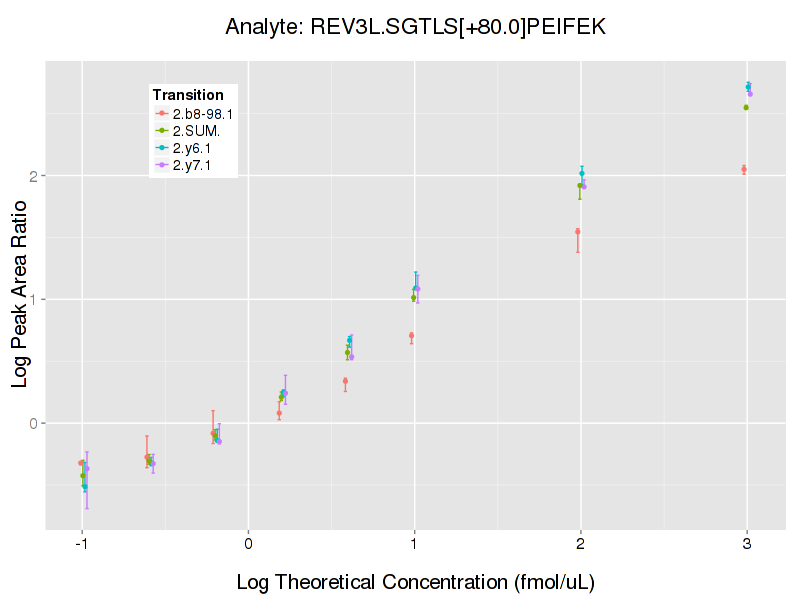 Analyte: REV3L.SGTLS[+80.0]PEIFEK
Transition
2.b8-98.1
2.SUM.
2.y6.1
2.y7.1
Log Peak Area Ratio
2
1
0
-1 0 1 2 3
Log Theoretical Concentration (fmol/uL)